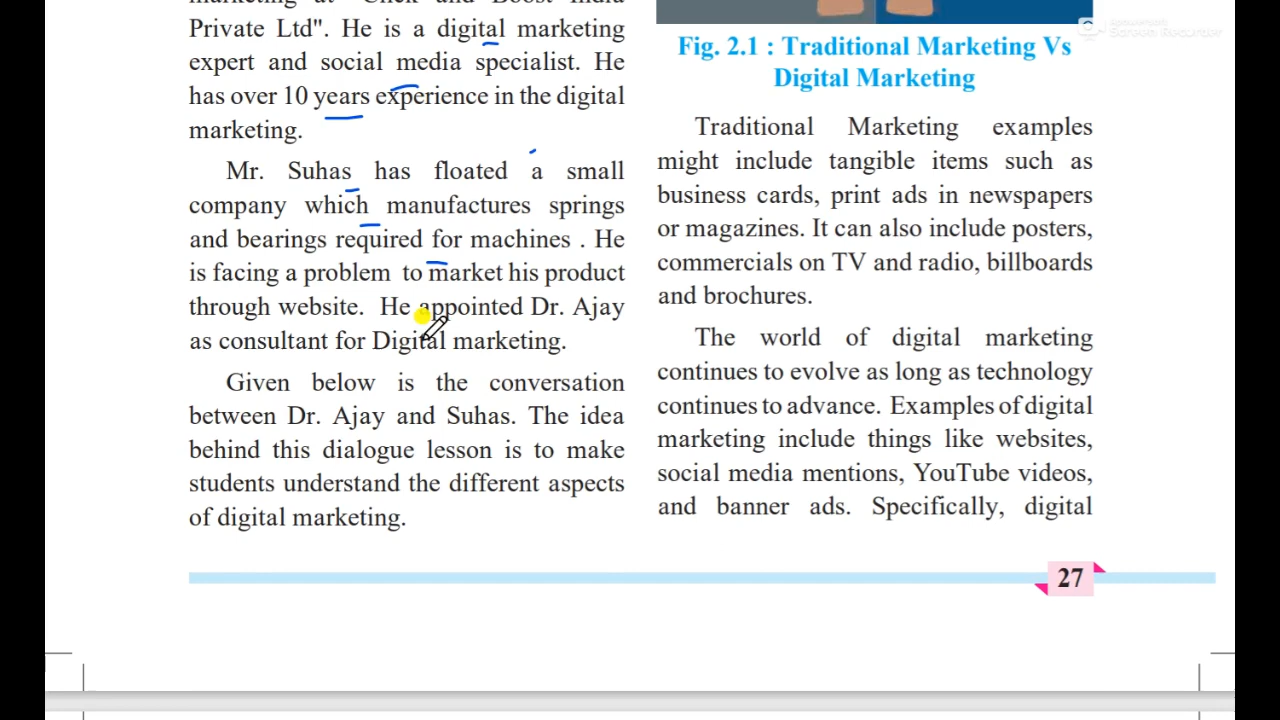 marketing at "Click and Boost India
Private Ltd". He is a digital marketing
expert and social media specialist. He
has over 10 years experience in the digital
marketing.
Mr. Suhas has floated a small
company which manufactures springs
and bearings required for machines . He
is facing a problem to market his product
through website. He appointed Dr. Ajay
as consultant for Digital marketing.
Given below is the conversation
between Dr. Ajay and Suhas. The idea
behind this dialogue lesson is to make
students understand the different aspects
of digital marketing.
Fig. 2.1 : Traditional Marketing Vs
Digital Marketing
Traditional Marketing examples
might include tangible items such as
business cards, print ads in newspapers
or magazines. It can also include posters,
commercials on TV and radio, billboards
and brochures.
The world of digital marketing
continues to evolve as long as technology
continues to advance. Examples of digital
marketing include things like websites,
social media mentions, YouTube videos,
and banner ads. Specifically, digital
27
Screen Recorder